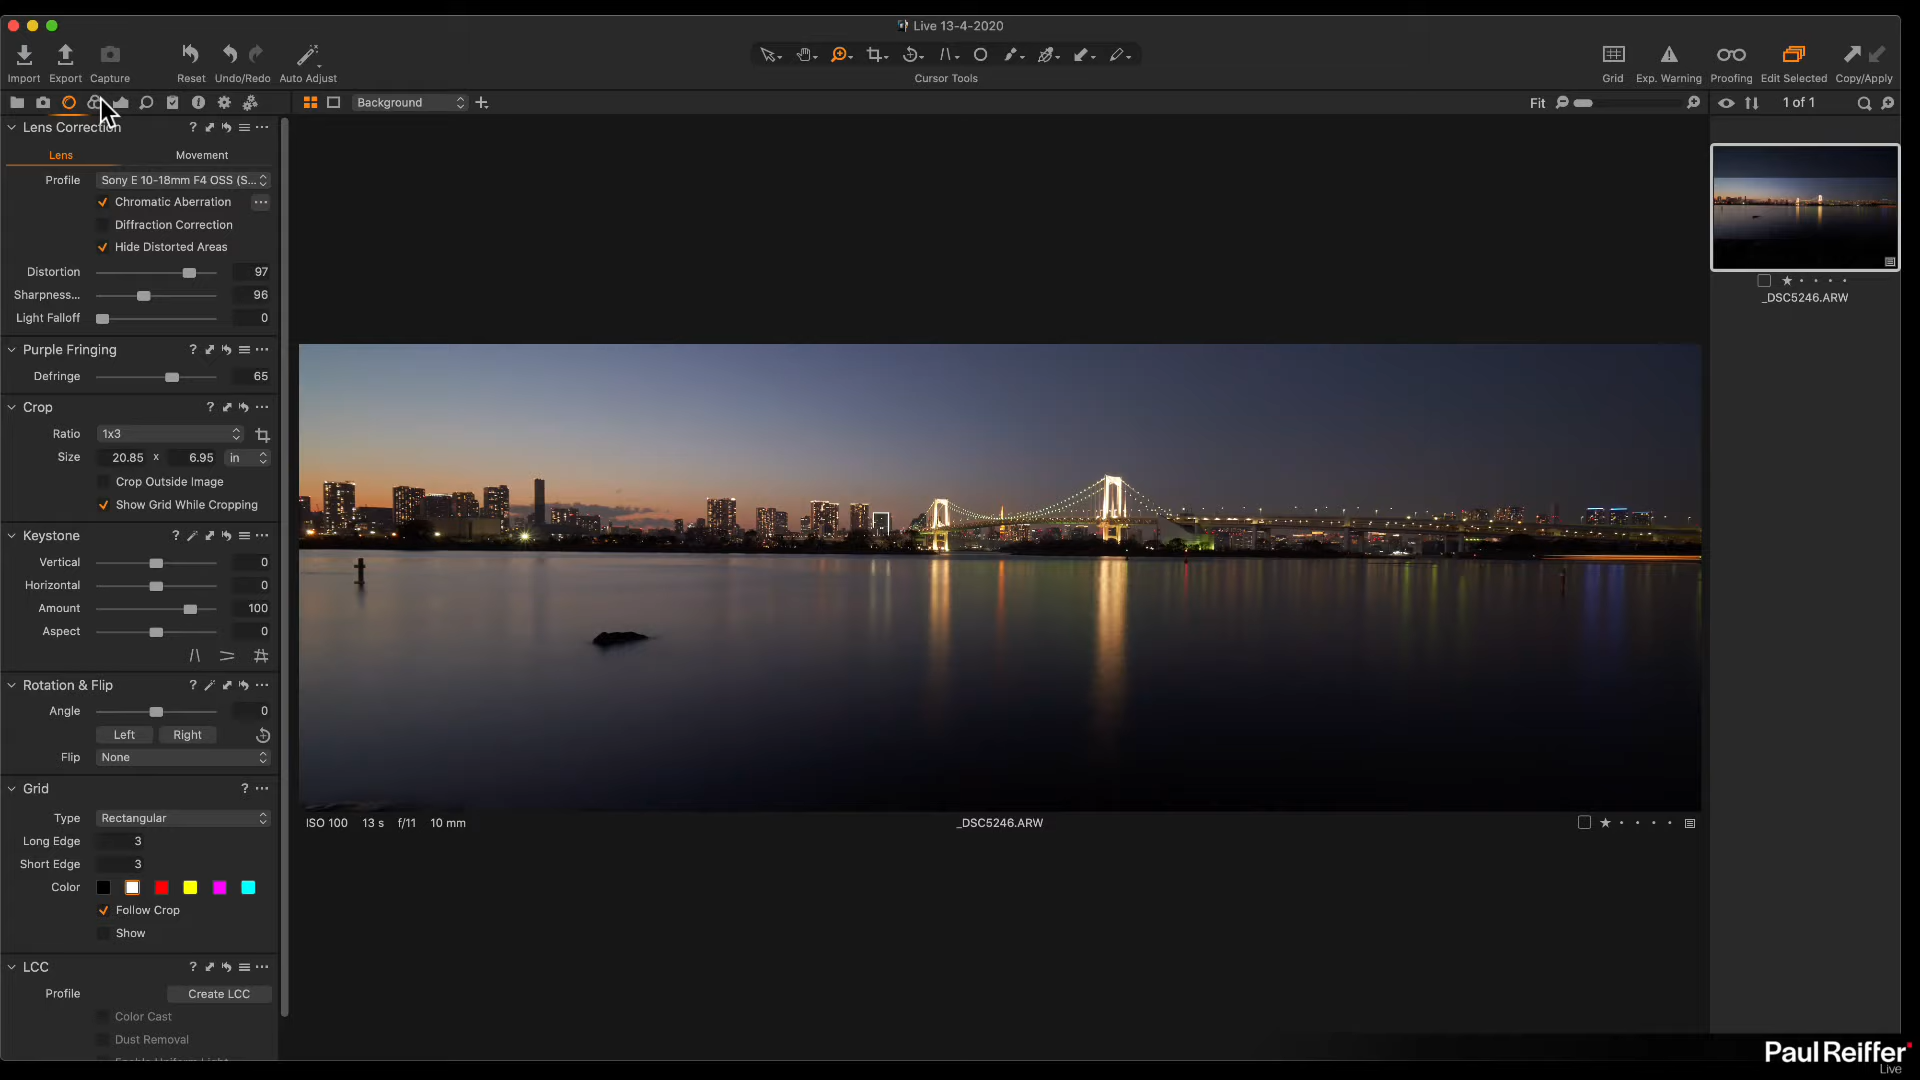 Live 13-4-2020
Import Export Capture Reset Undo/Redo Auto Adjust Cursor Tools Grid Exp. Warning Proofing Edit Selected Copy/Apply
Background
Fit
1 of 1
Lens Correction
Lens Movement
Profile Sony E 10-18mm F4 OSS (S...
Chromatic Aberration
Diffraction Correction
Hide Distorted Areas
Distortion 97
Sharpness... 96
Light Falloff 0
Purple Fringing
Defringe 65
Crop
Ratio 1x3
Size 20.85 x 6.95 in
Crop Outside Image
Show Grid While Cropping
Keystone
Vertical 0
Horizontal 0
Amount 100
Aspect 0
Rotation & Flip
Angle 0
Left Right
Flip None
Grid
Type Rectangular
Long Edge 3
Short Edge 3
Color
Follow Crop
Show
LCC
Profile Create LCC
Color Cast
Dust Removal
ISO 100 13 s f/11 10 mm
_DSC5246.ARW
_DSC5246.ARW
Paul Reiffer
Live